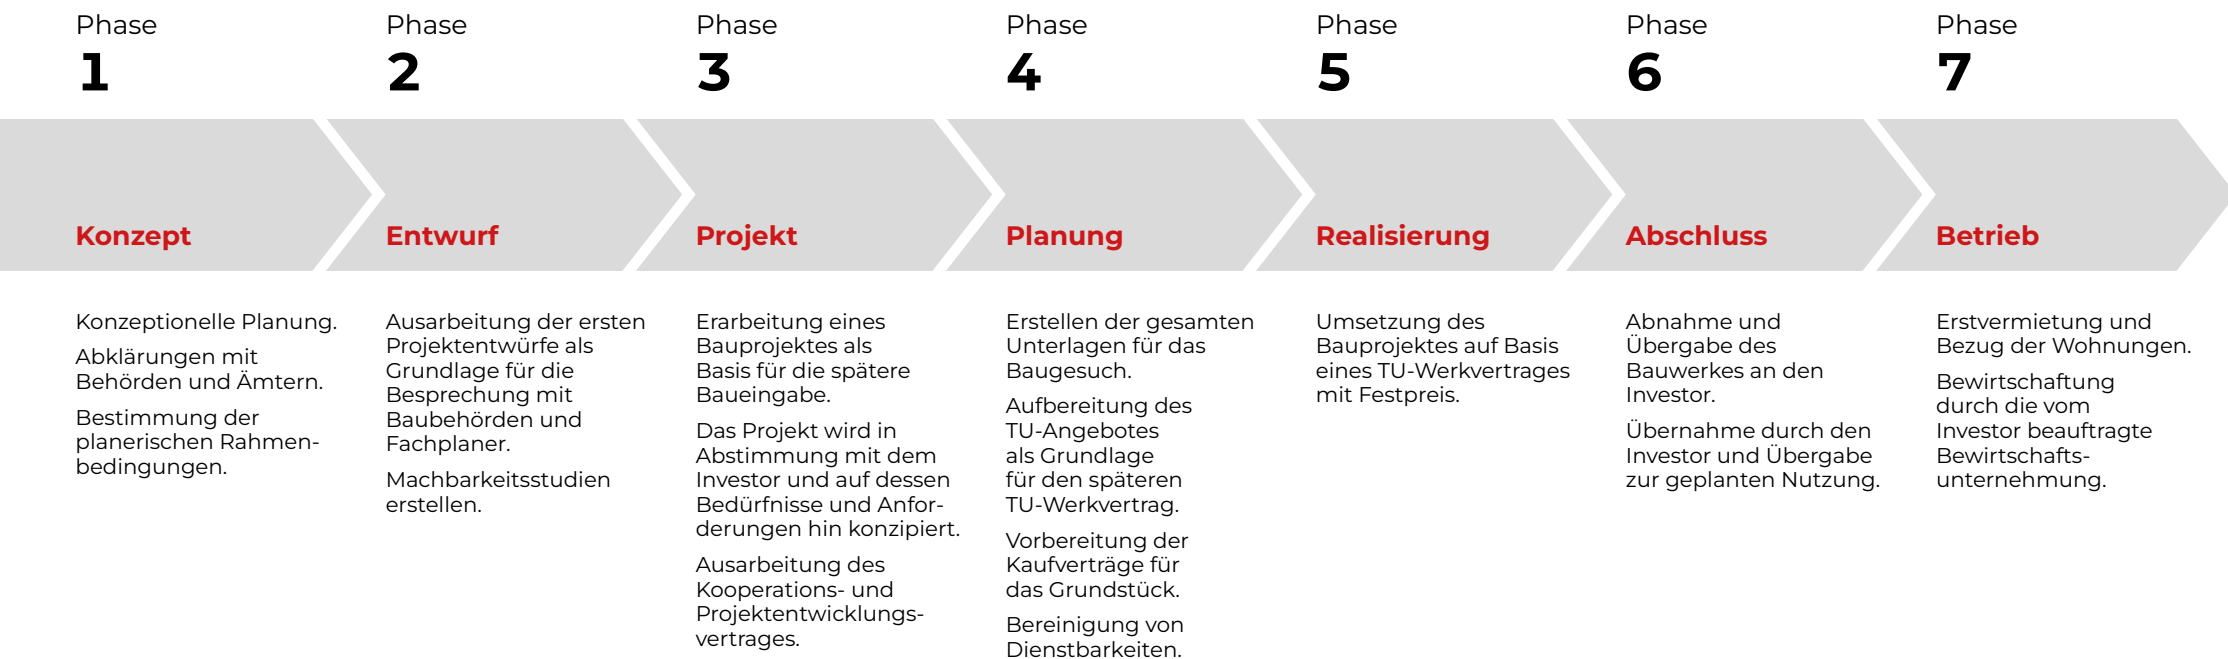 Phase
1
Konzept
Konzeptionelle Planung.
Abklärungen mit
Behörden und Ämtern.
Bestimmung der
planerischen Rahmen-
bedingungen.
Phase
2
Entwurf
Ausarbeitung der ersten
Projektentwürfe als
Grundlage für die
Besprechung mit
Baubehörden und
Fachplaner.
Machbarkeitsstudien
erstellen.
Phase
3
Projekt
Erarbeitung eines
Bauprojektes als
Basis für die spätere
Baueingabe.
Das Projekt wird in
Abstimmung mit dem
Investor und auf dessen
Bedürfnisse und Anfor-
derungen hin konzipiert.
Ausarbeitung des
Kooperations- und
Projektentwicklungs-
vertrages.
Phase
4
Planung
Erstellen der gesamten
Unterlagen für das
Baugesuch.
Aufbereitung des
TU-Angebotes
als Grundlage
für den späteren
TU-Werkvertrag.
Vorbereitung der
Kaufverträge für
das Grundstück.
Bereinigung von
Dienstbarkeiten.
Phase
5
Realisierung
Umsetzung des
Bauprojektes auf Basis
eines TU-Werkvertrages
mit Festpreis.
Phase
6
Abschluss
Abnahme und
Übergabe des
Bauwerkes an den
Investor.
Übernahme durch den
Investor und Übergabe
zur geplanten Nutzung.
Phase
7
Betrieb
Erstvermietung und
Bezug der Wohnungen.
Bewirtschaftung
durch die vom
Investor beauftragte
Bewirtschafts-
unternehmung.